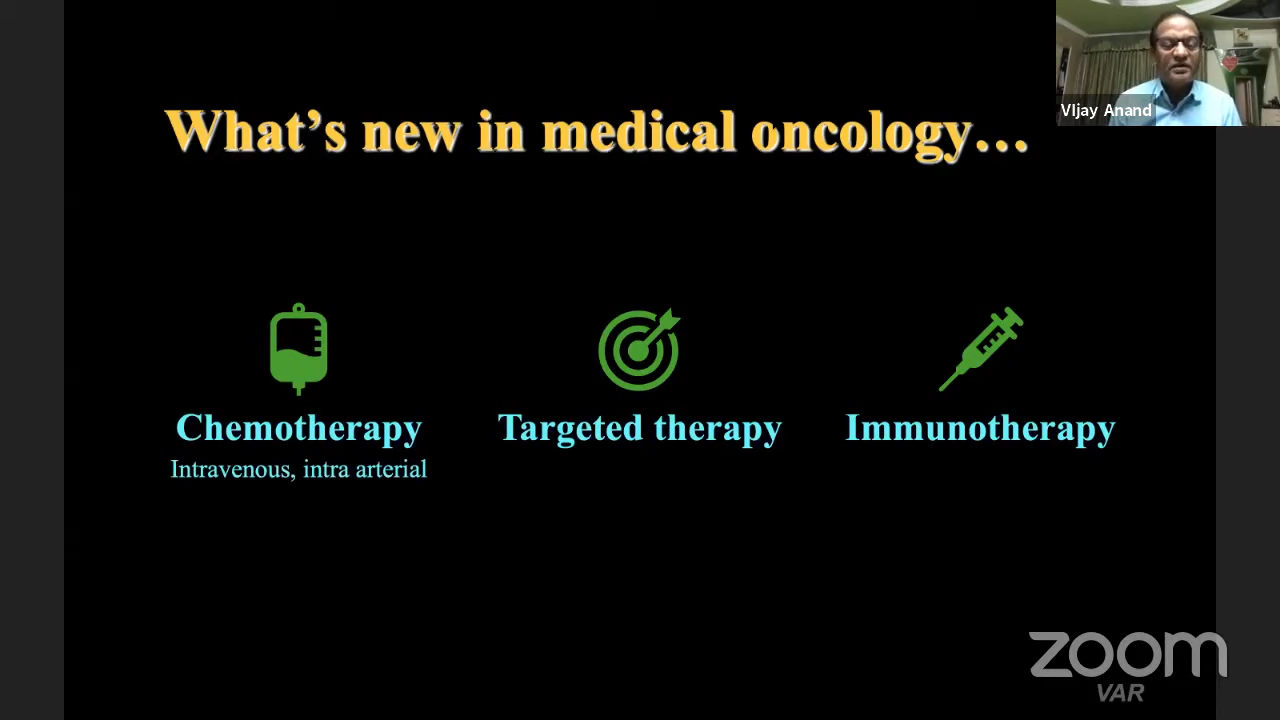 What's new in medical oncology…
VIjay Anand
Chemotherapy
Intravenous, intra arterial
Targeted therapy
Immunotherapy
zoom
VAR